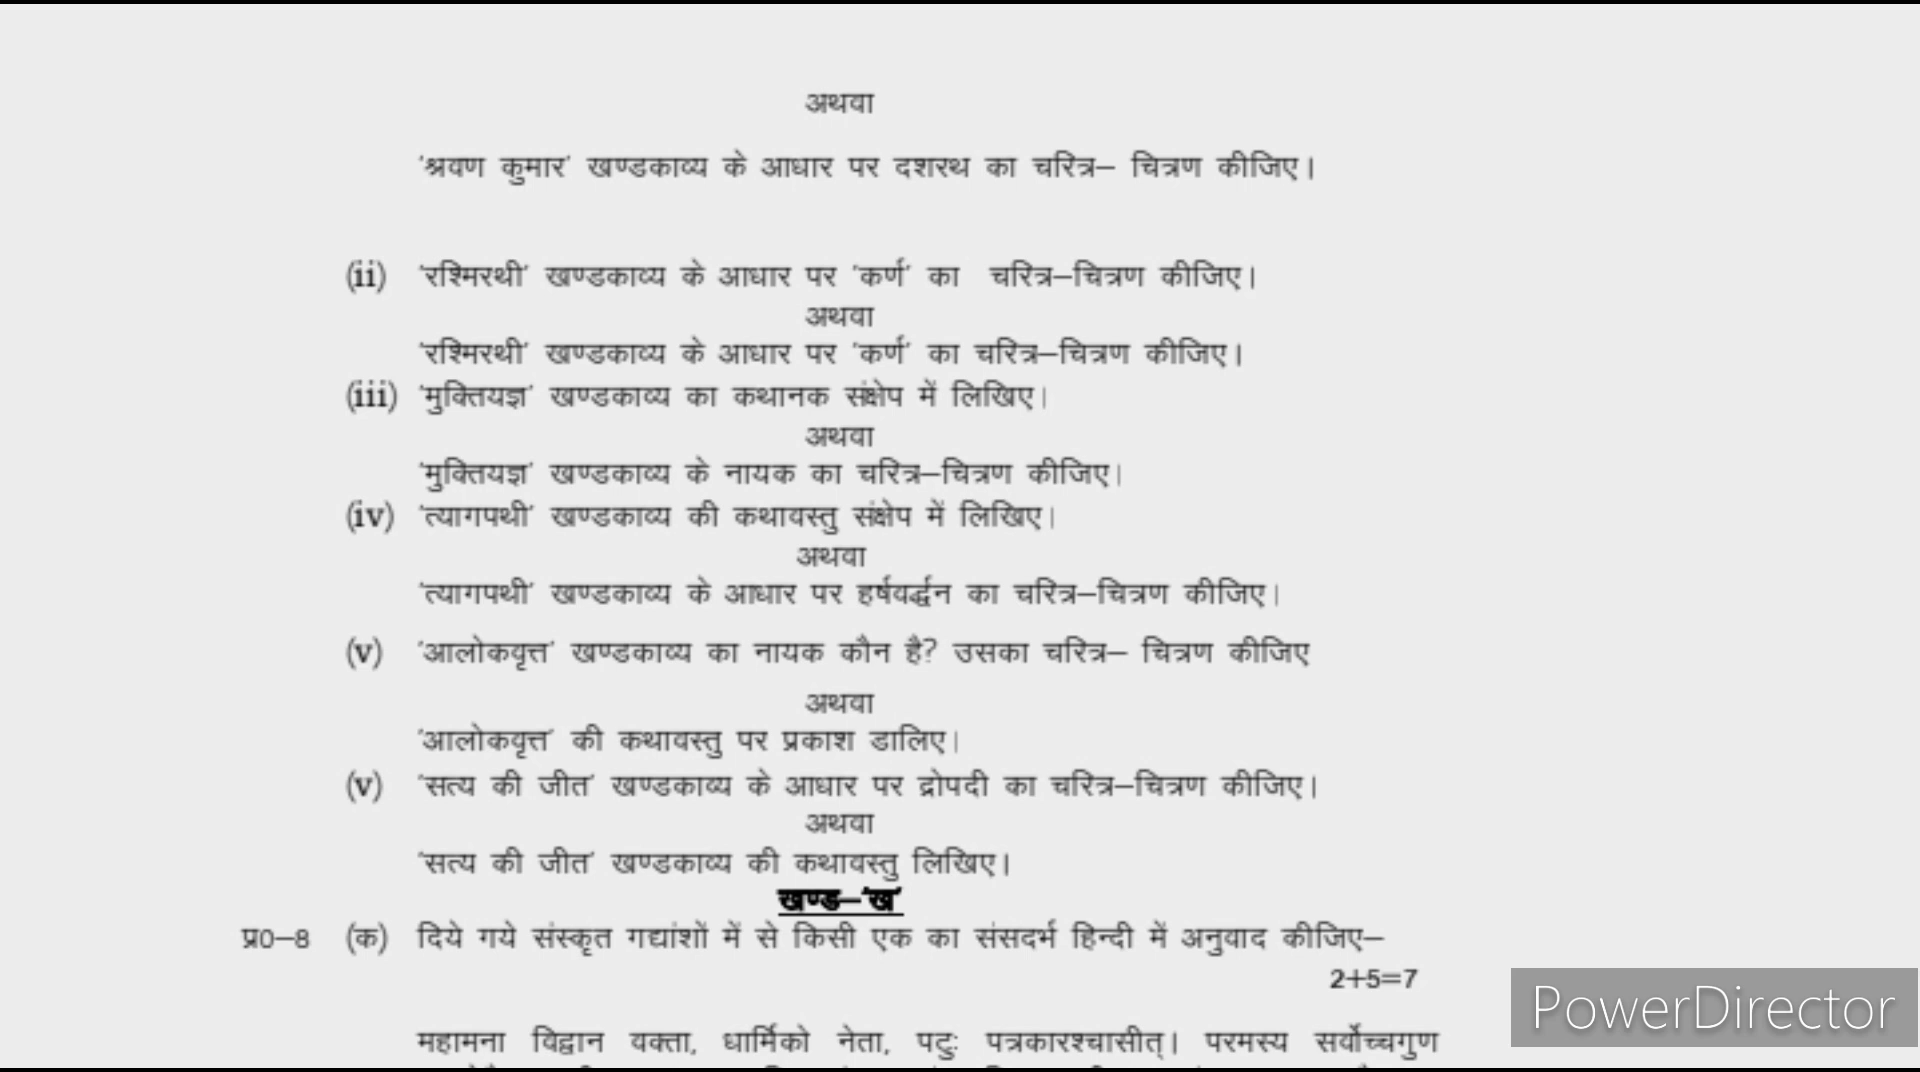 अथवा
'श्रवण कुमार' खण्डकाव्य के आधार पर दशरथ का चरित्र– चित्रण कीजिए।
(ii) 'रश्मिरथी' खण्डकाव्य के आधार पर 'कर्ण' का चरित्र–चित्रण कीजिए।
अथवा
'रश्मिरथी' खण्डकाव्य के आधार पर 'कर्ण' का चरित्र–चित्रण कीजिए।
(iii) 'मुक्तियज्ञ' खण्डकाव्य का कथानक संक्षेप में लिखिए।
अथवा
'मुक्तियज्ञ' खण्डकाव्य के नायक का चरित्र–चित्रण कीजिए।
(iv) 'त्यागपथी' खण्डकाव्य की कथावस्तु संक्षेप में लिखिए।
अथवा
'त्यागपथी' खण्डकाव्य के आधार पर हर्षवर्द्धन का चरित्र–चित्रण कीजिए।
(v) 'आलोकवृत्त' खण्डकाव्य का नायक कौन है? उसका चरित्र– चित्रण कीजिए
अथवा
'आलोकवृत्त' की कथावस्तु पर प्रकाश डालिए।
(v) 'सत्य की जीत' खण्डकाव्य के आधार पर द्रोपदी का चरित्र–चित्रण कीजिए।
अथवा
'सत्य की जीत' खण्डकाव्य की कथावस्तु लिखिए।
खण्ड–'ख'
प्र0–8 (क) दिये गये संस्कृत गद्यांशों में से किसी एक का संसदर्भ हिन्दी में अनुवाद कीजिए–
2+5=7
महामना विद्वान वक्ता, धार्मिको नेता, पटुः पत्रकारश्चासीत्। परमस्य सर्वोच्चगुण
PowerDirector